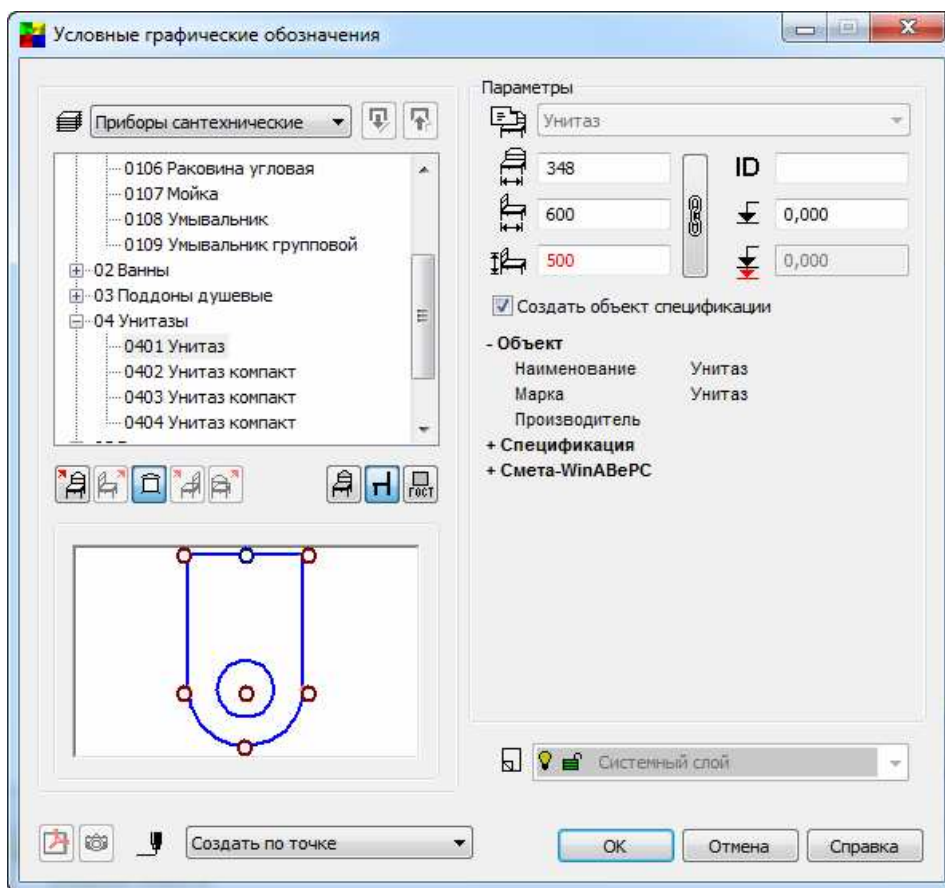 Условные графические обозначения
Приборы сантехнические
0106 Раковина угловая
0107 Мойка
0108 Умывальник
0109 Умывальник групповой
02 Ванны
03 Поддоны душевые
04 Унитазы
0401 Унитаз
0402 Унитаз компакт
0403 Унитаз компакт
0404 Унитаз компакт
ГОСТ
Параметры
Унитаз
348
ID
600
0,000
500
0,000
Создать объект спецификации
- Объект
Наименование Унитаз
Марка Унитаз
Производитель
+ Спецификация
+ Смета-WinABePC
Системный слой
Создать по точке
ОК
Отмена
Справка